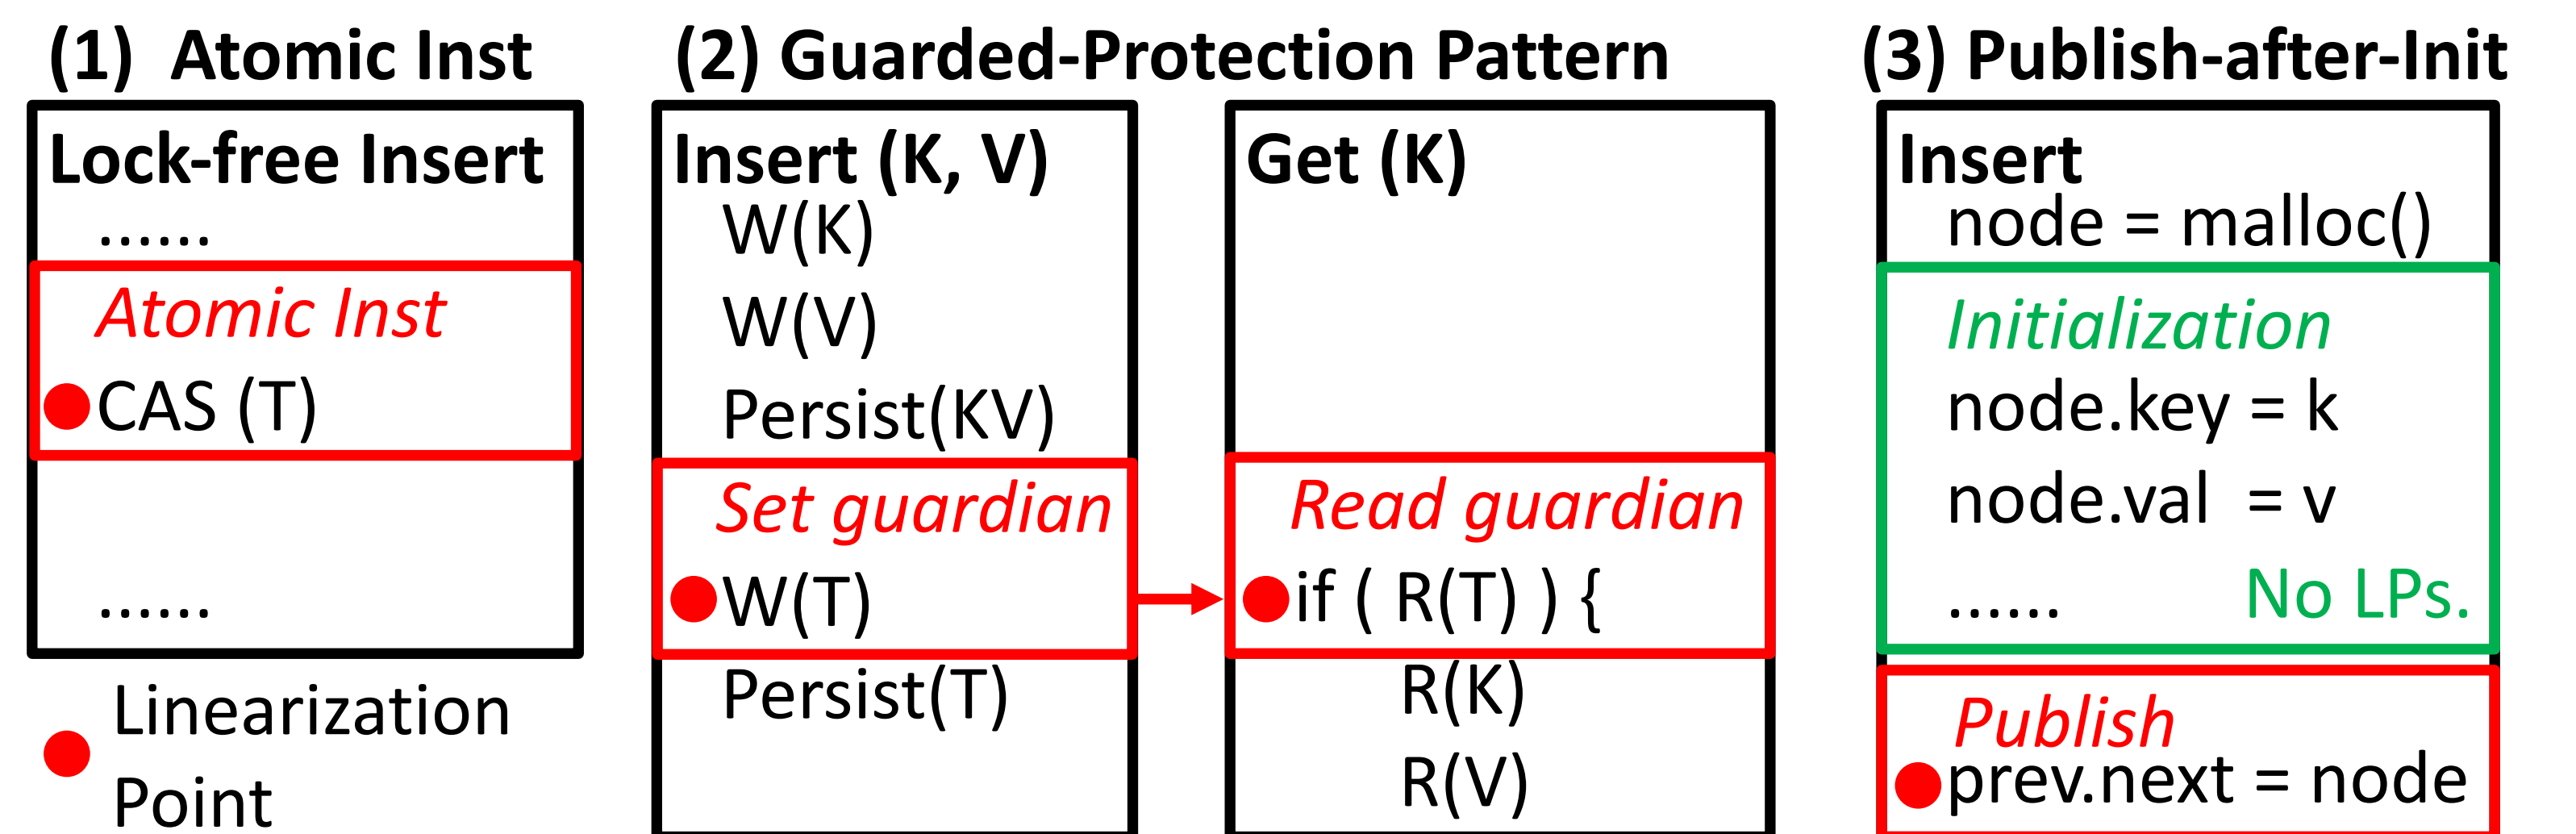 (1) Atomic Inst
Lock-free Insert
......
Atomic Inst
CAS (T)
......
Linearization
Point
(2) Guarded-Protection Pattern
Insert (K, V)
W(K)
W(V)
Persist(KV)
Set guardian
W(T)
Persist(T)
Get (K)
Read guardian
if ( R(T) ) {
R(K)
R(V)
(3) Publish-after-Init
Insert
node = malloc()
Initialization
node.key = k
node.val = v
...... No LPs.
Publish
prev.next = node